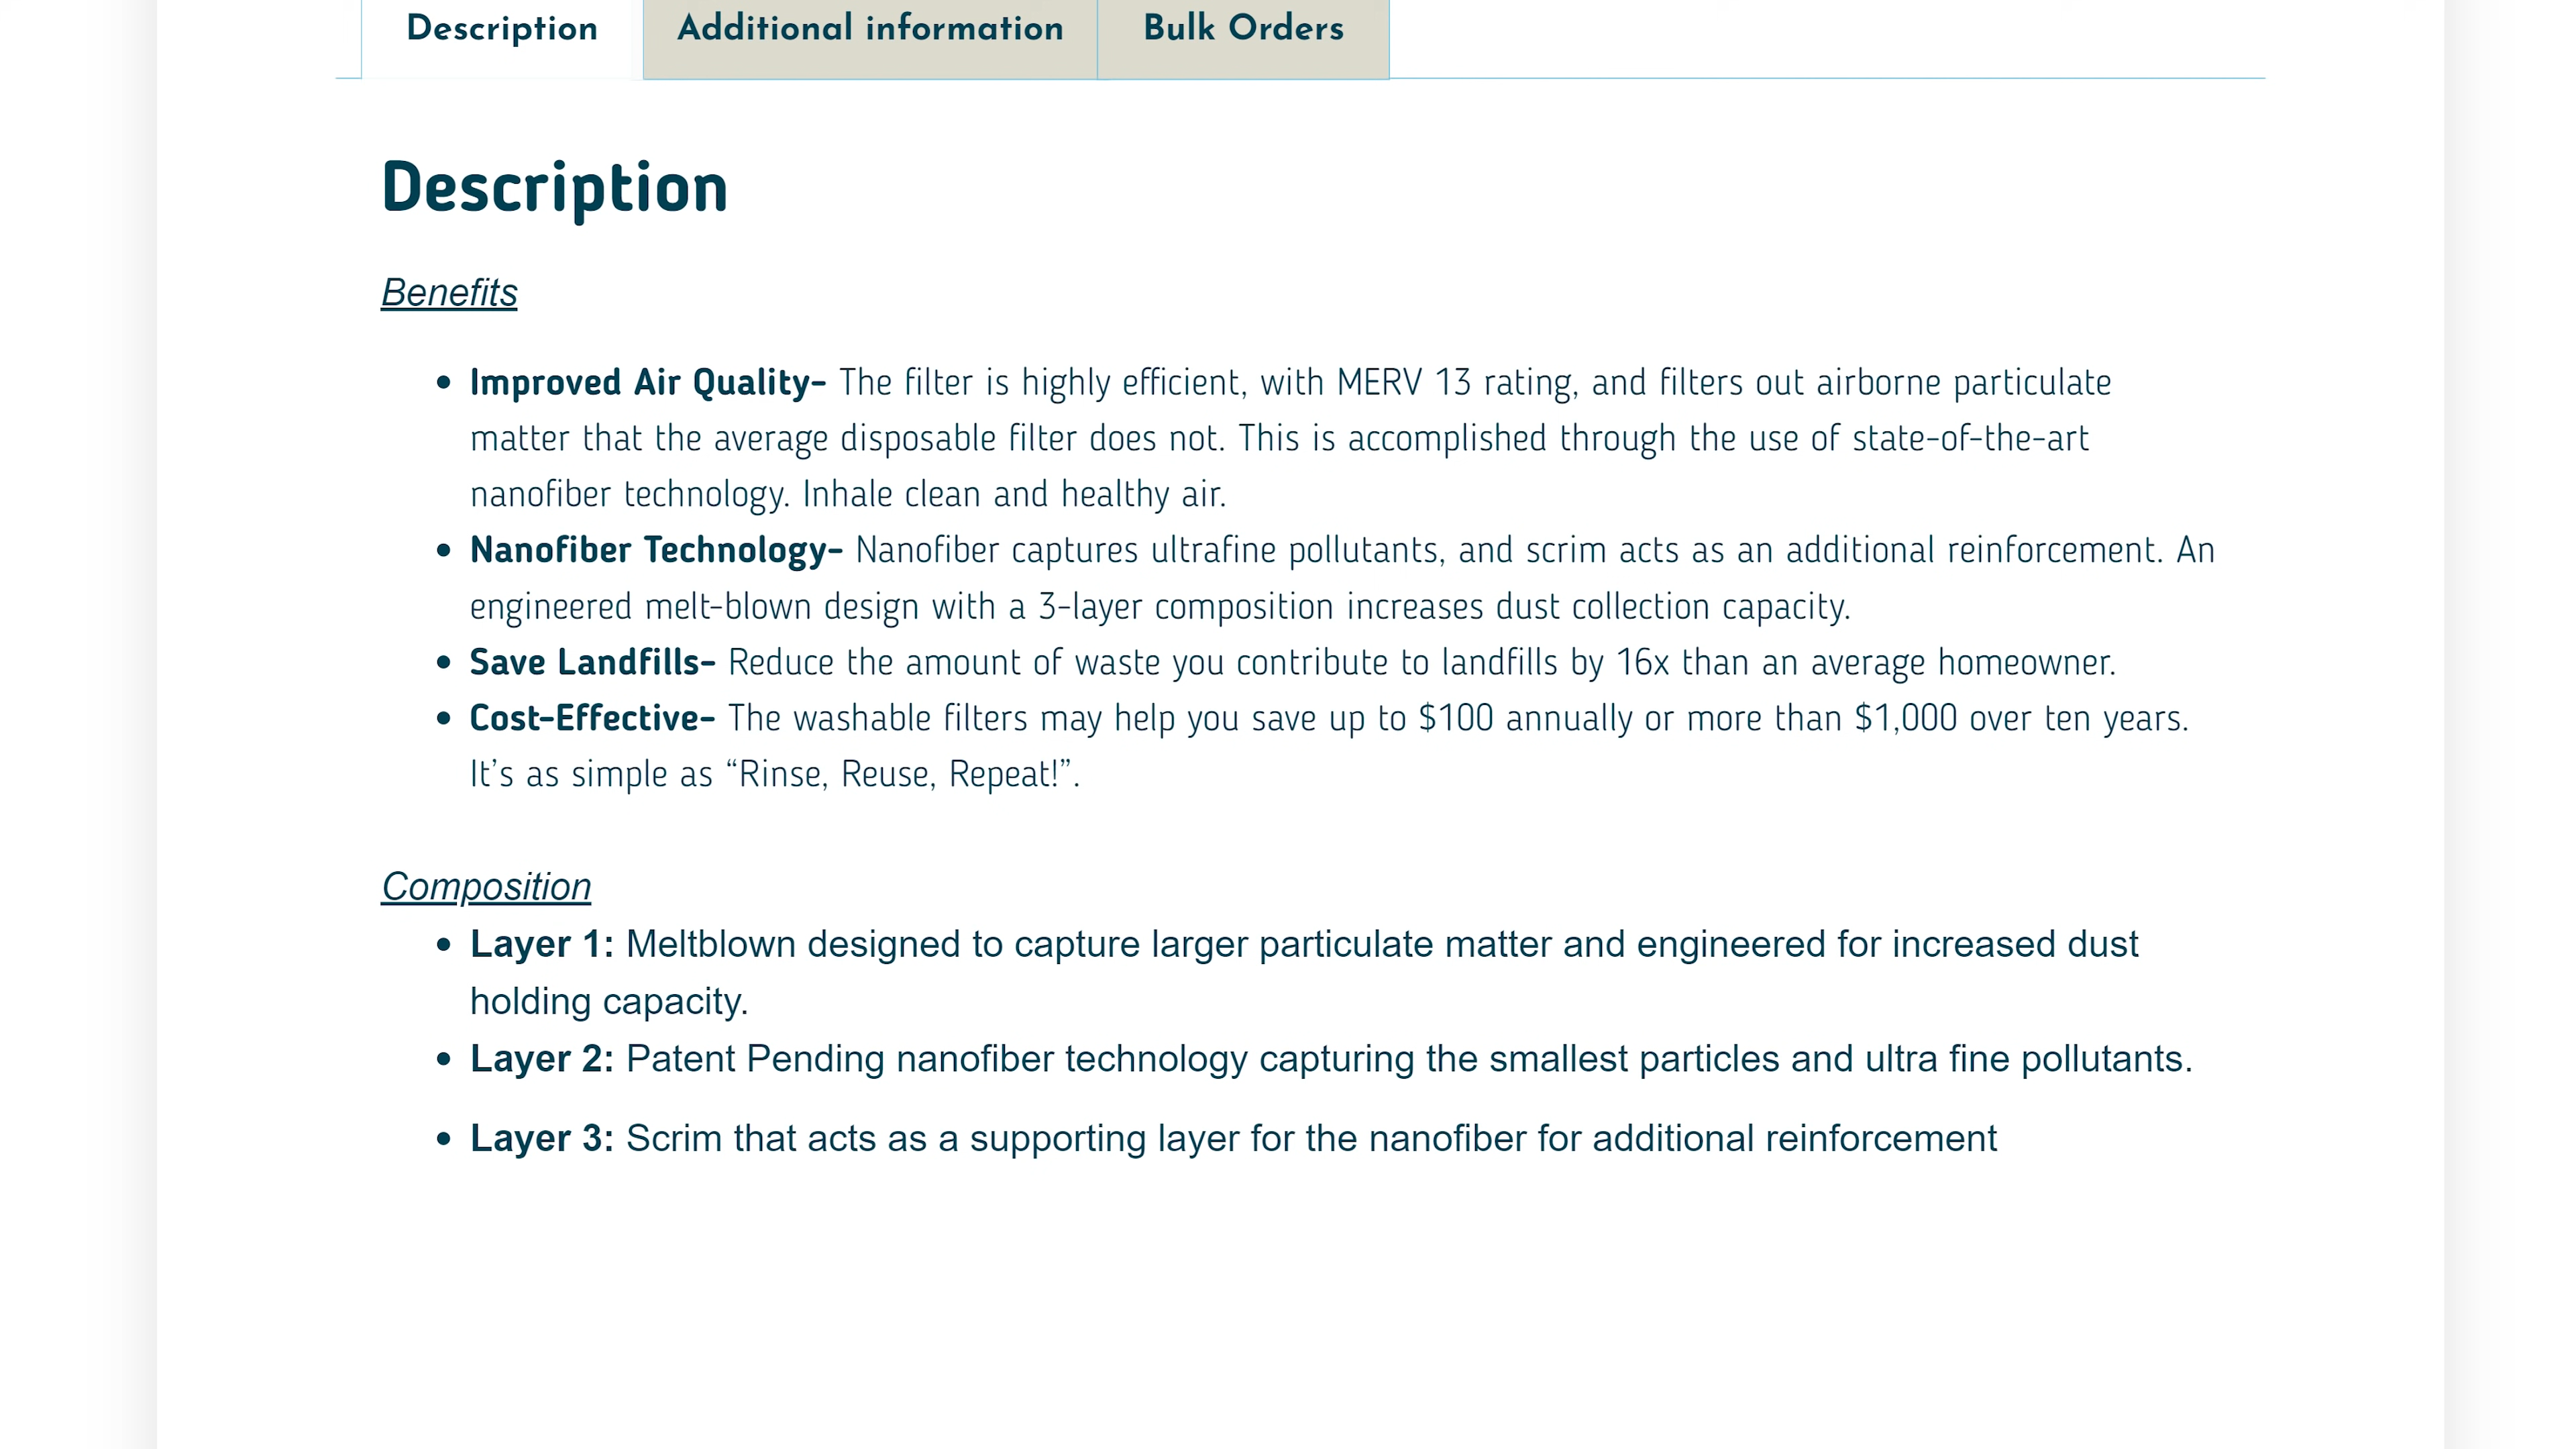 Description
Additional information
Bulk Orders
Description
Benefits
Improved Air Quality- The filter is highly efficient, with MERV 13 rating, and filters out airborne particulate
matter that the average disposable filter does not. This is accomplished through the use of state-of-the-art
nanofiber technology. Inhale clean and healthy air.
Nanofiber Technology- Nanofiber captures ultrafine pollutants, and scrim acts as an additional reinforcement. An
engineered melt-blown design with a 3-layer composition increases dust collection capacity.
Save Landfills- Reduce the amount of waste you contribute to landfills by 16x than an average homeowner.
Cost-Effective- The washable filters may help you save up to $100 annually or more than $1,000 over ten years.
It’s as simple as “Rinse, Reuse, Repeat!”.
Composition
Layer 1: Meltblown designed to capture larger particulate matter and engineered for increased dust
holding capacity.
Layer 2: Patent Pending nanofiber technology capturing the smallest particles and ultra fine pollutants.
Layer 3: Scrim that acts as a supporting layer for the nanofiber for additional reinforcement